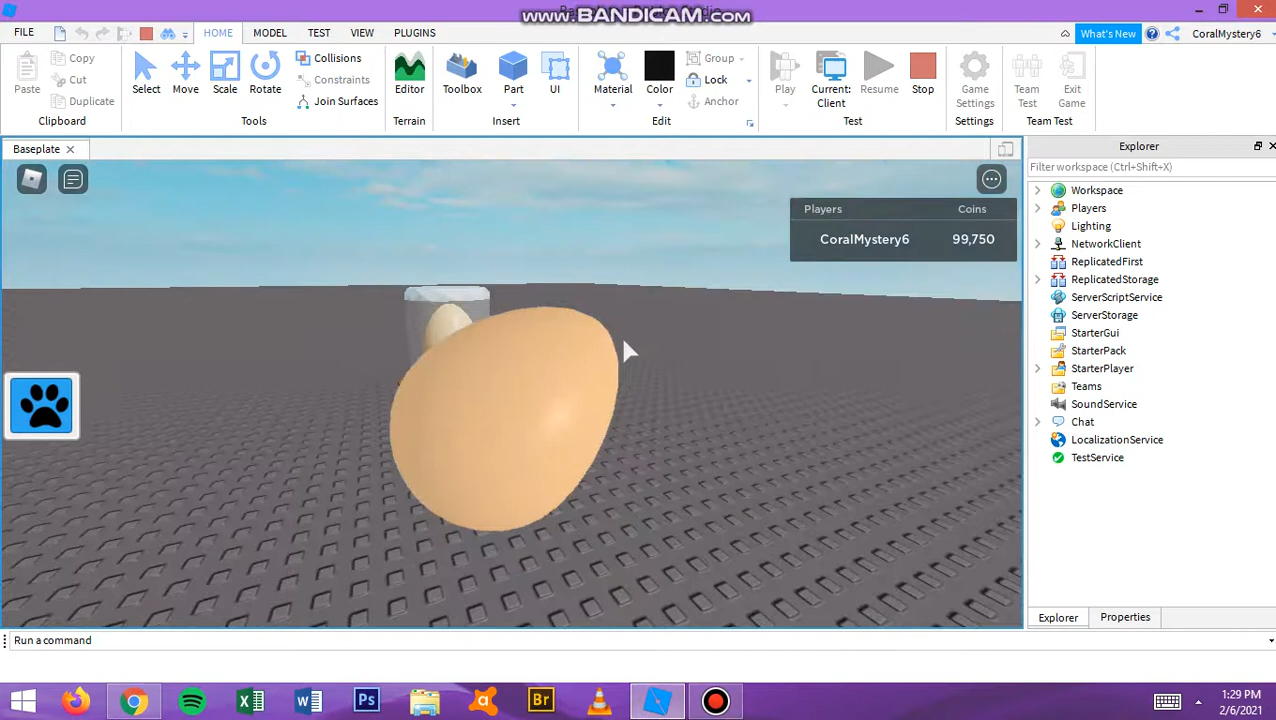 www.BANDICAM.com
FILE
HOME
MODEL
TEST
VIEW
PLUGINS
What's New
CoralMystery6
Paste
Copy
Cut
Duplicate
Clipboard
Select
Move
Scale
Rotate
Collisions
Constraints
Join Surfaces
Tools
Editor
Terrain
Toolbox
Part
UI
Insert
Material
Color
Group
Lock
Anchor
Edit
Play
Current:
Client
Resume
Stop
Test
Game
Settings
Settings
Team
Test
Exit
Game
Team Test
Baseplate
Players Coins
CoralMystery6 99,750
Explorer
Filter workspace (Ctrl+Shift+X)
Workspace
Players
Lighting
NetworkClient
ReplicatedFirst
ReplicatedStorage
ServerScriptService
ServerStorage
StarterGui
StarterPack
StarterPlayer
Teams
SoundService
Chat
LocalizationService
TestService
Explorer
Properties
Run a command
Ps
Br
1:29 PM
2/6/2021